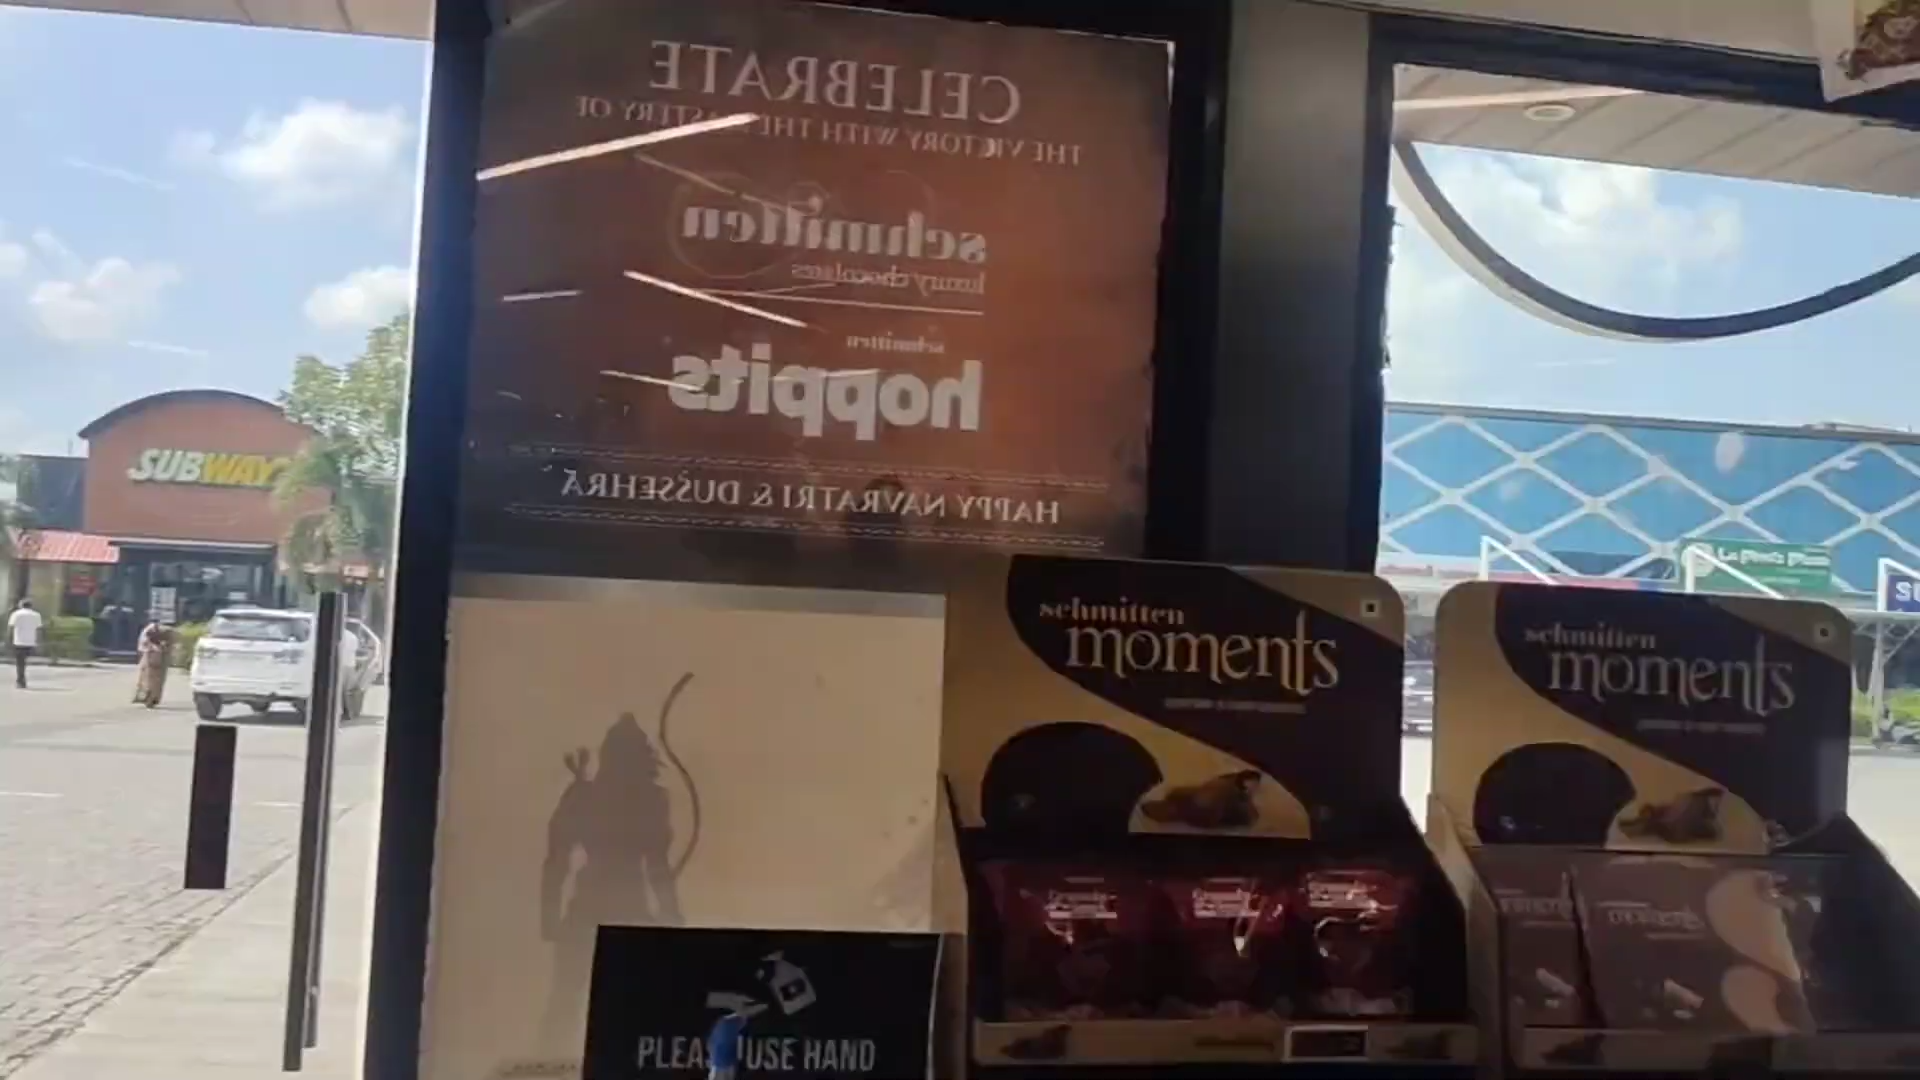 CELEBRATE
THE VICTORY WITH THE MASTERY OF
schmitten
luxury chocolates
schmitten
hoppits
HAPPY NAVRATRI & DUSSEHRA
SUBWAY
schmitten
moments
schmitten
moments
moments
PLEASE USE HAND